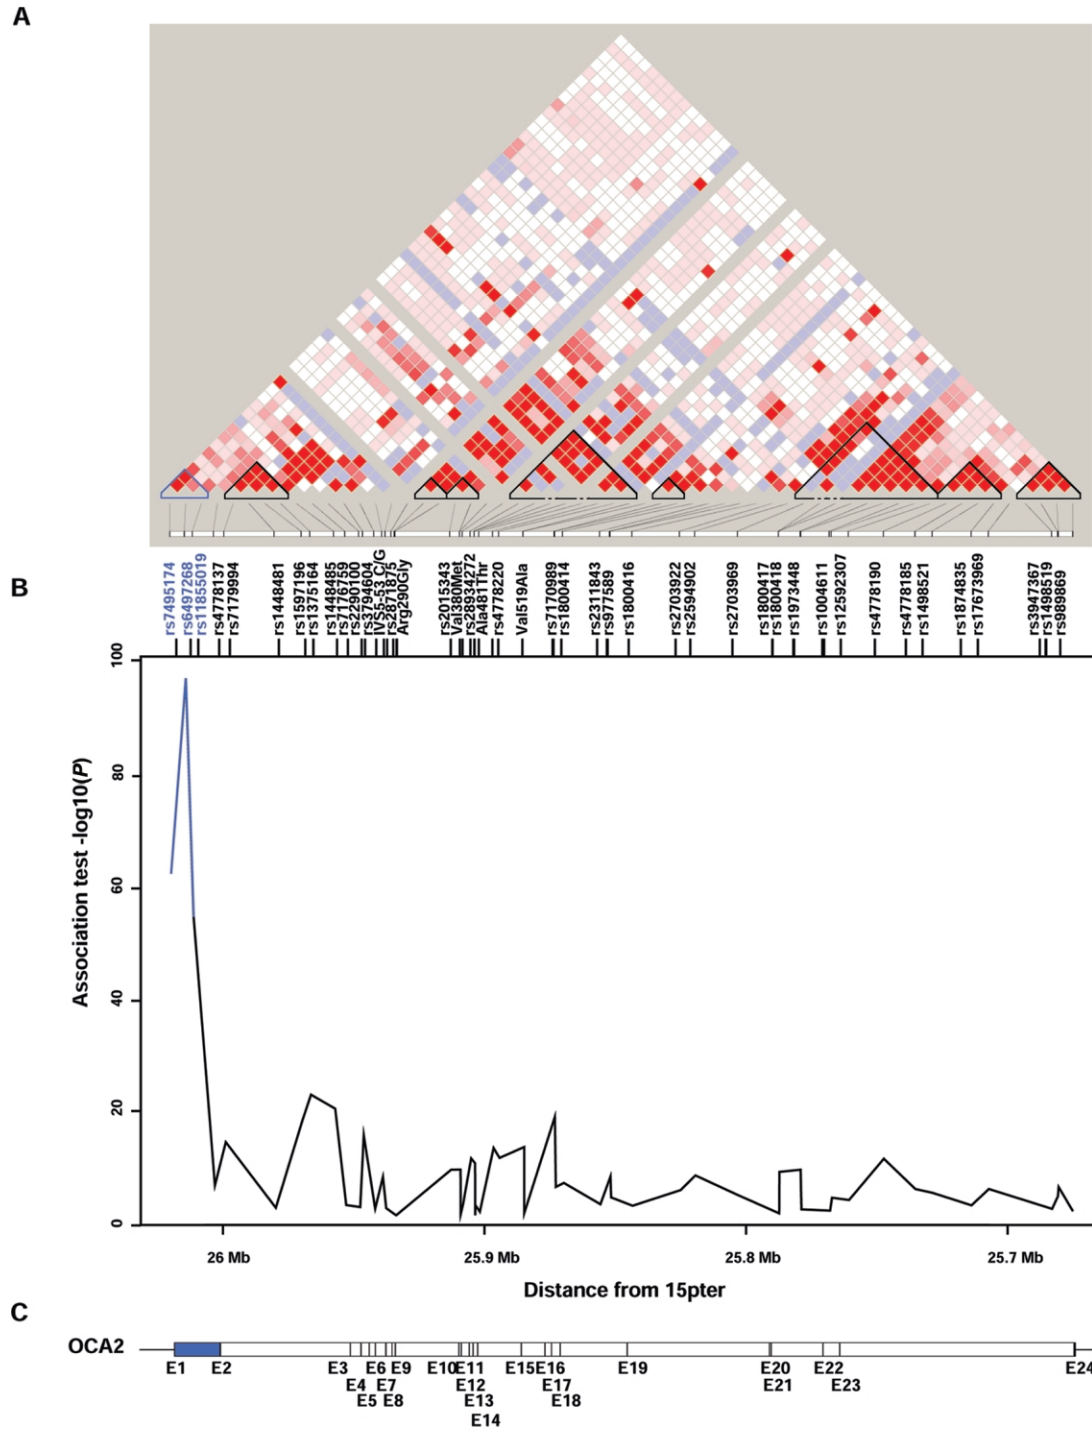 A
B
rs7495174
rs6497268
rs11855019
rs4778137
rs7179994
rs1448481
rs1597196
rs1375164
rs1448485
rs7176759
rs2290100
rs3794604
IVS5-53 C/G
rs2871875
Arg290Gly
rs2015343
Val380Met
rs28934272
Ala481Thr
rs4778220
Val519Ala
rs7170989
rs1800414
rs2311843
rs977589
rs1800416
rs2703922
rs2594902
rs2703969
rs1800417
rs1800418
rs1973448
rs1004611
rs12592307
rs4778190
rs4778185
rs1498521
rs1874835
rs17673969
rs3947367
rs1498519
rs989869
Association test -log10(P)
100
80
60
40
20
0
26 Mb 25.9 Mb 25.8 Mb 25.7 Mb
Distance from 15pter
C
OCA2
E1 E2 E3 E6 E9 E10 E11 E15 E16 E19 E20 E22 E24
E4 E7 E12 E17 E21 E23
E5 E8 E13 E18
E14